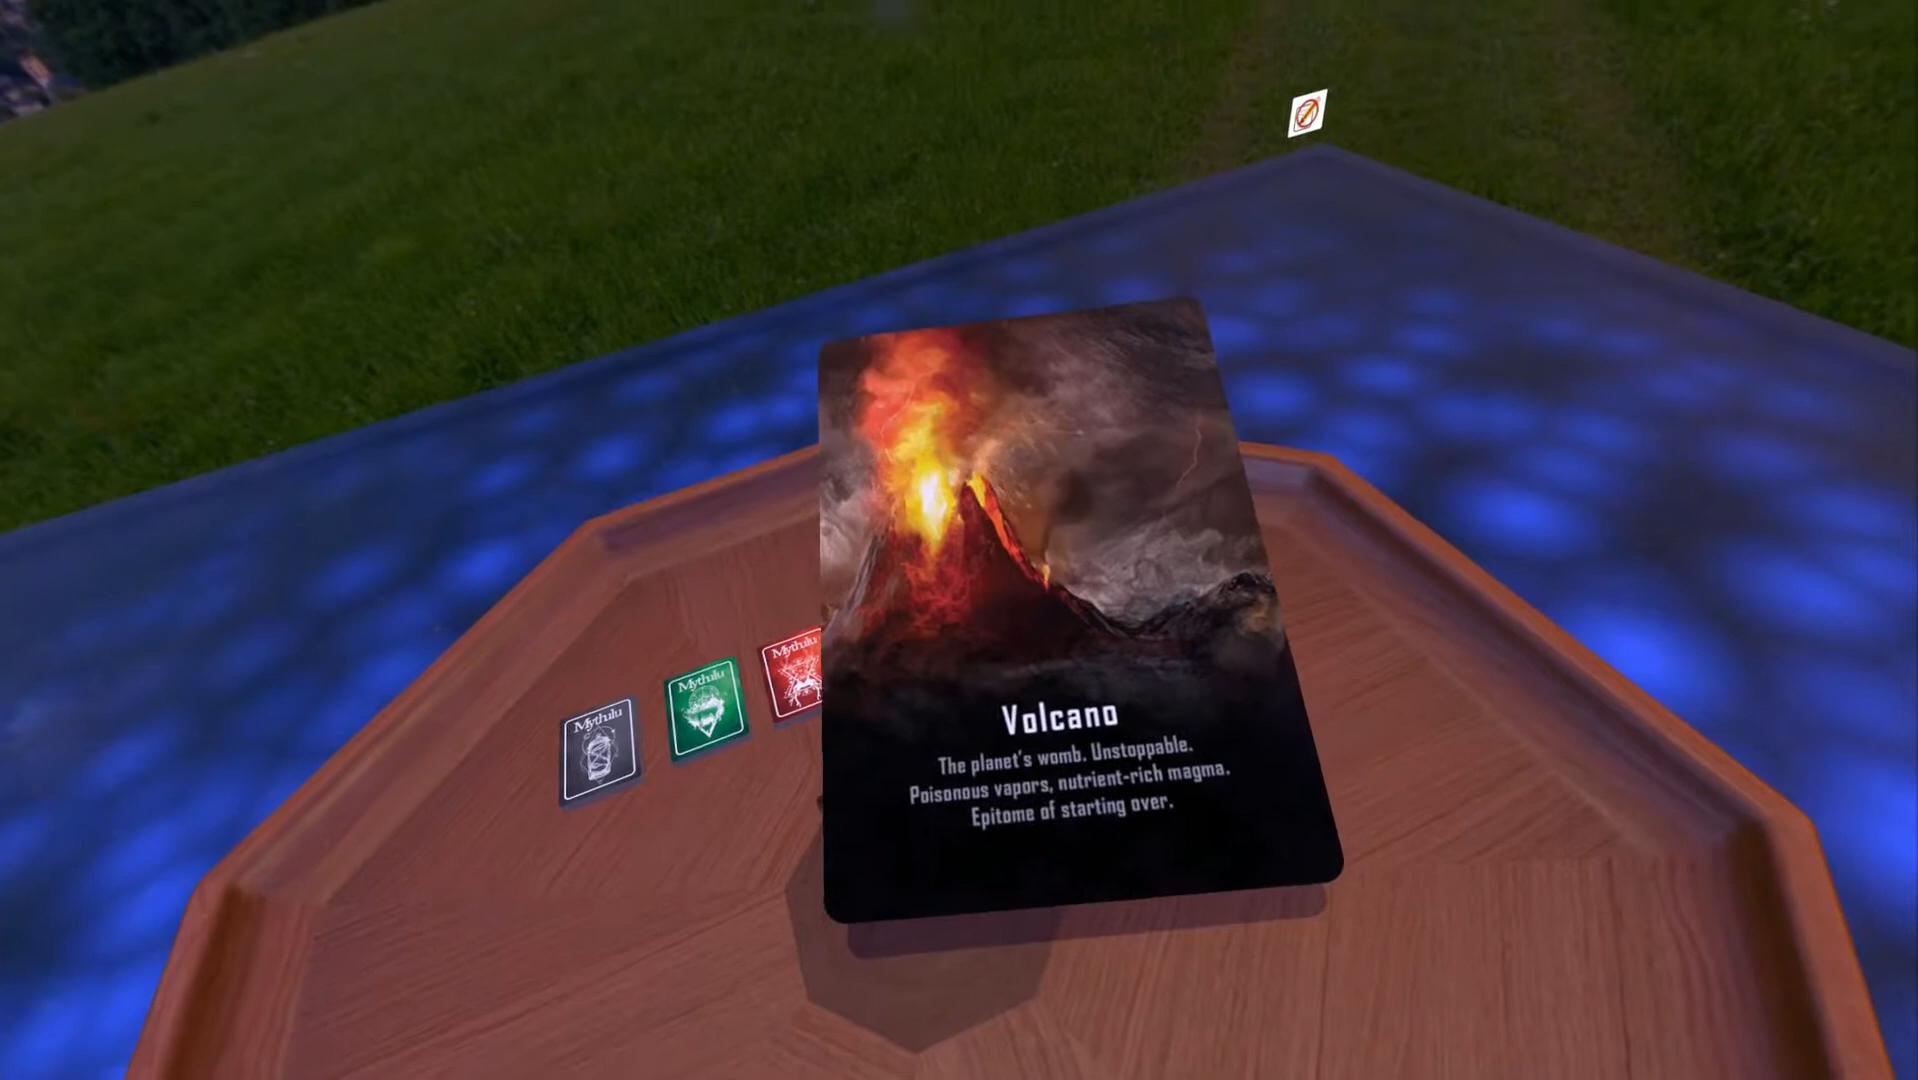 Mythulu
Mythulu
Mythulu
Volcano
The planet's womb. Unstoppable.
Poisonous vapors, nutrient-rich magma.
Epitome of starting over.